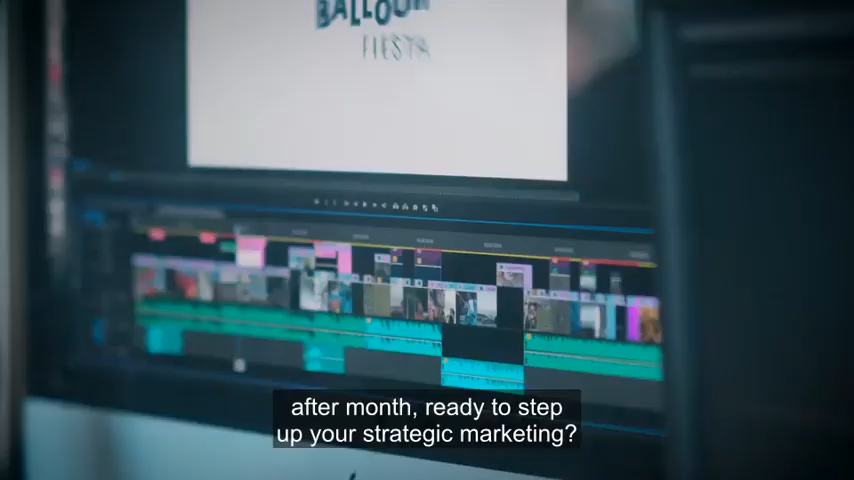 BALLOON
FIESTA
after month, ready to step
up your strategic marketing?